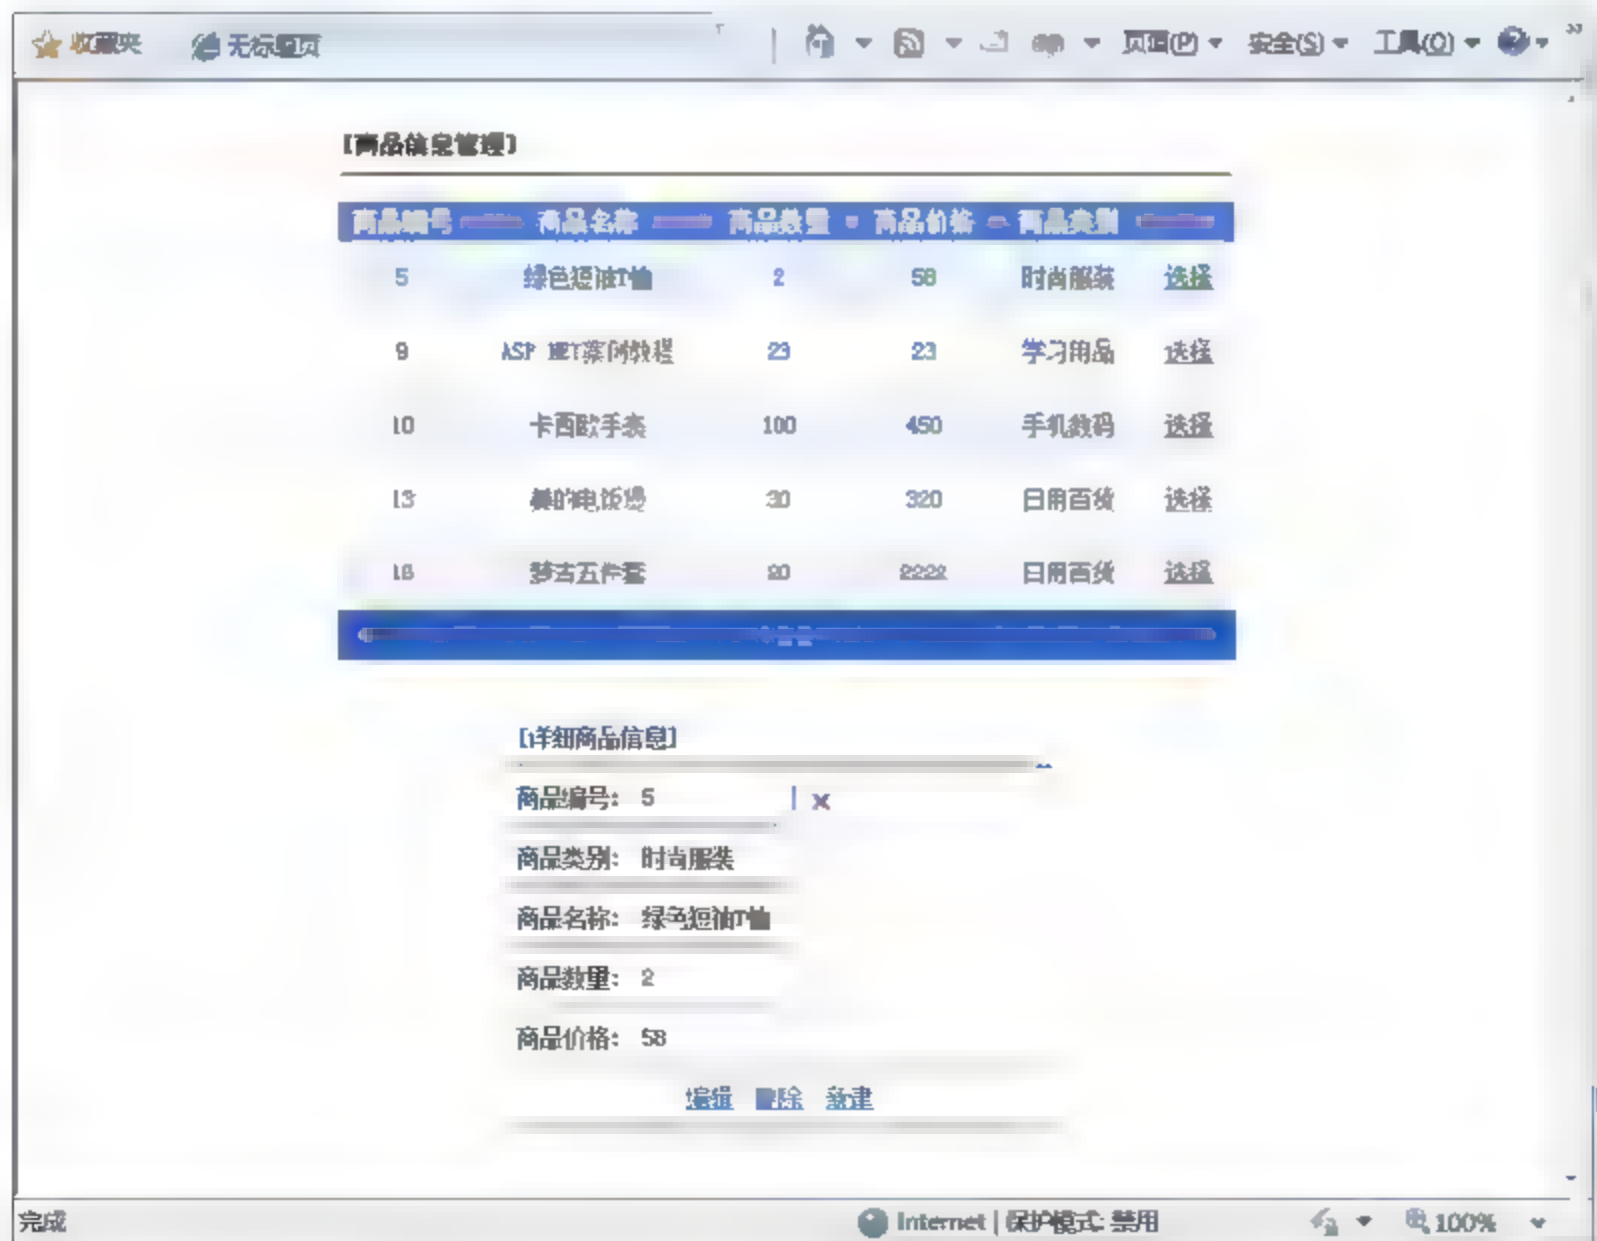 收藏夹 无标题页 页面(P) 安全(S) 工具(O)
[商品信息管理]
商品编号 商品名称 商品数量 商品价格 商品类别
5 绿色短袖T恤 2 58 时尚服装 选择
9 ASP NET案例教程 23 23 学习用品 选择
10 卡西欧手表 100 450 手机数码 选择
13 美的电饭煲 30 320 日用百货 选择
16 梦洁五件套 20 2222 日用百货 选择
[详细商品信息]
商品编号: 5
商品类别: 时尚服装
商品名称: 绿色短袖T恤
商品数量: 2
商品价格: 58
编辑 删除 新建
完成 Internet | 保护模式: 禁用 100%